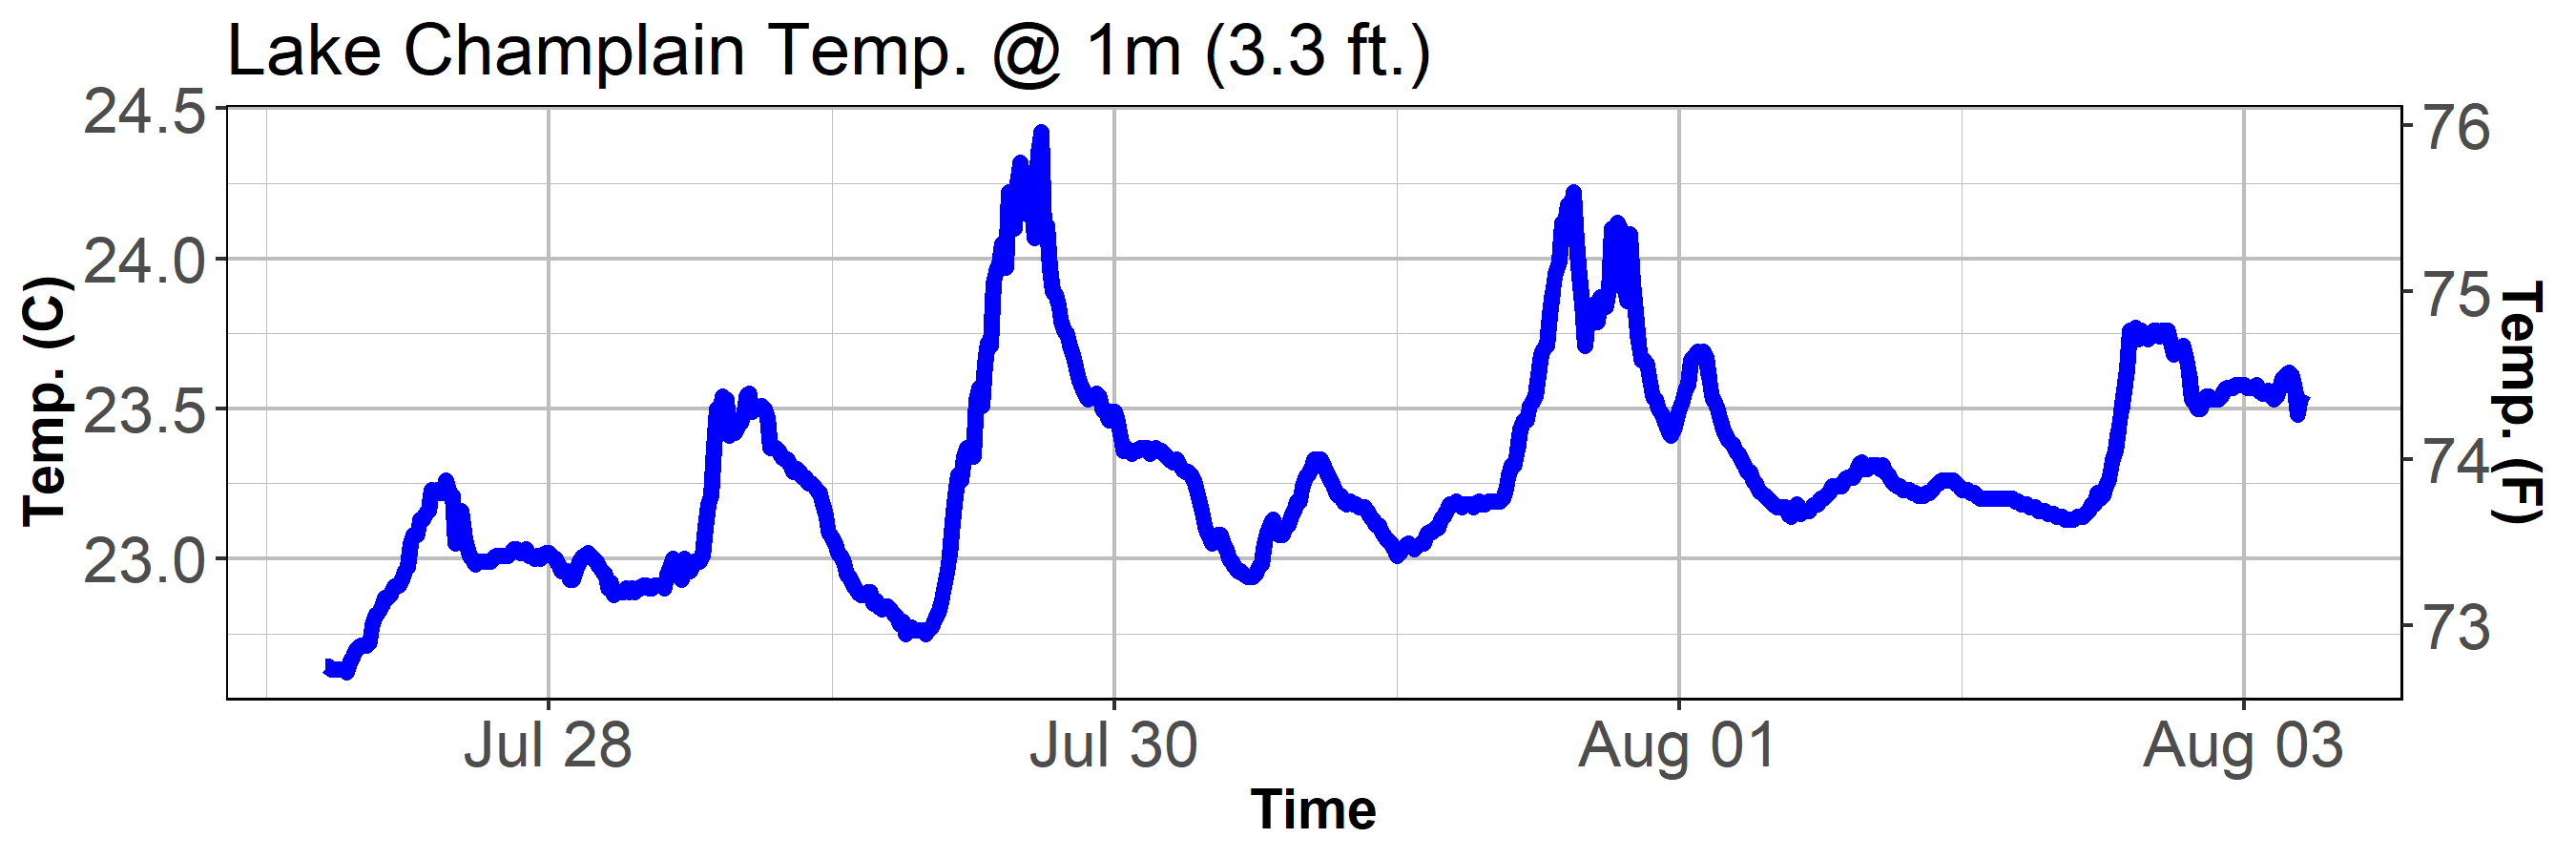 Lake Champlain Temp. @ 1m (3.3 ft.)
24.5
24.0
23.5
23.0
Temp. (C)
76
75
74
73
Temp. (F)
Jul 28
Jul 30
Aug 01
Aug 03
Time